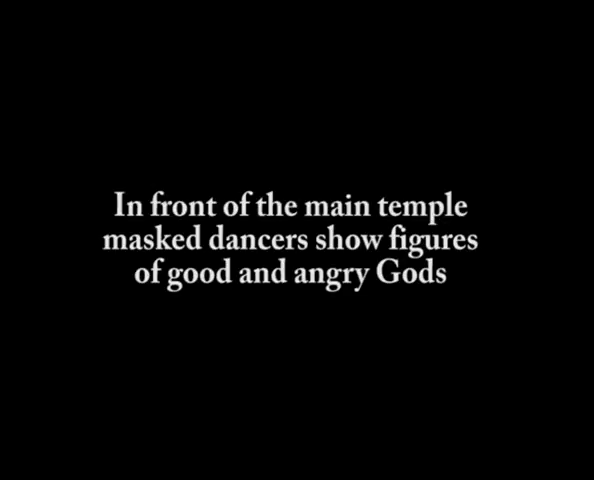 In front of the main temple
masked dancers show figures
of good and angry Gods